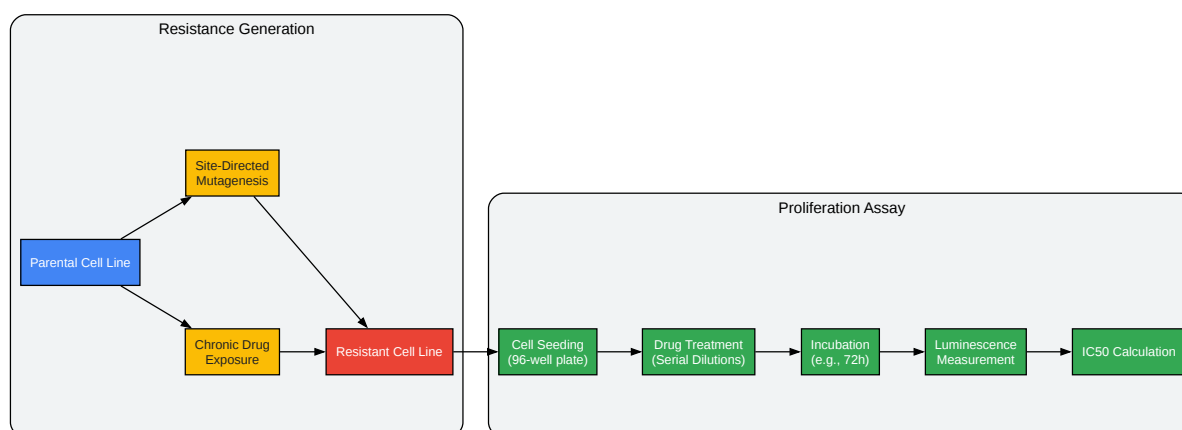 Resistance Generation
Site-Directed
Mutagenesis
Parental Cell Line
Chronic Drug
Exposure
Resistant Cell Line
Proliferation Assay
Cell Seeding
(96-well plate)
Drug Treatment
(Serial Dilutions)
Incubation
(e.g., 72h)
Luminescence
Measurement
IC50 Calculation